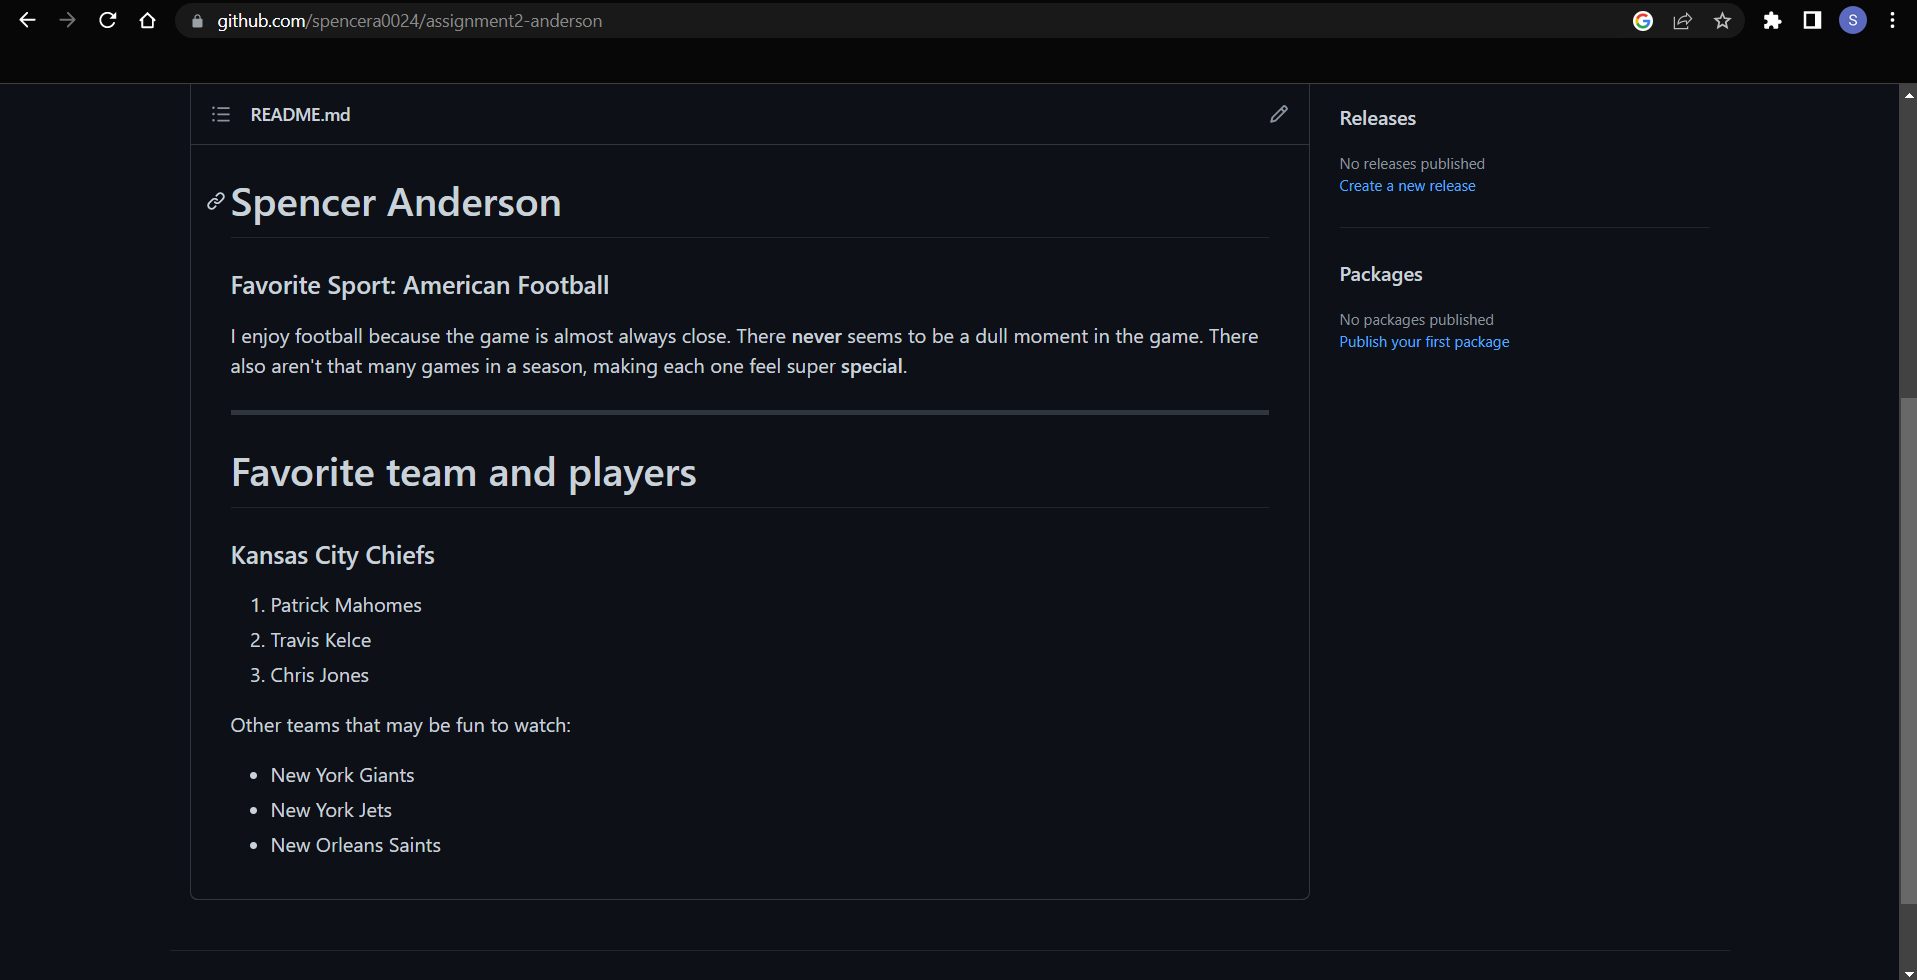 github.com/spencera0024/assignment2-anderson
S
README.md
Spencer Anderson
Favorite Sport: American Football
I enjoy football because the game is almost always close. There never seems to be a dull moment in the game. There
also aren't that many games in a season, making each one feel super special.
Favorite team and players
Kansas City Chiefs
1. Patrick Mahomes
2. Travis Kelce
3. Chris Jones
Other teams that may be fun to watch:
• New York Giants
• New York Jets
• New Orleans Saints
Releases
No releases published
Create a new release
Packages
No packages published
Publish your first package